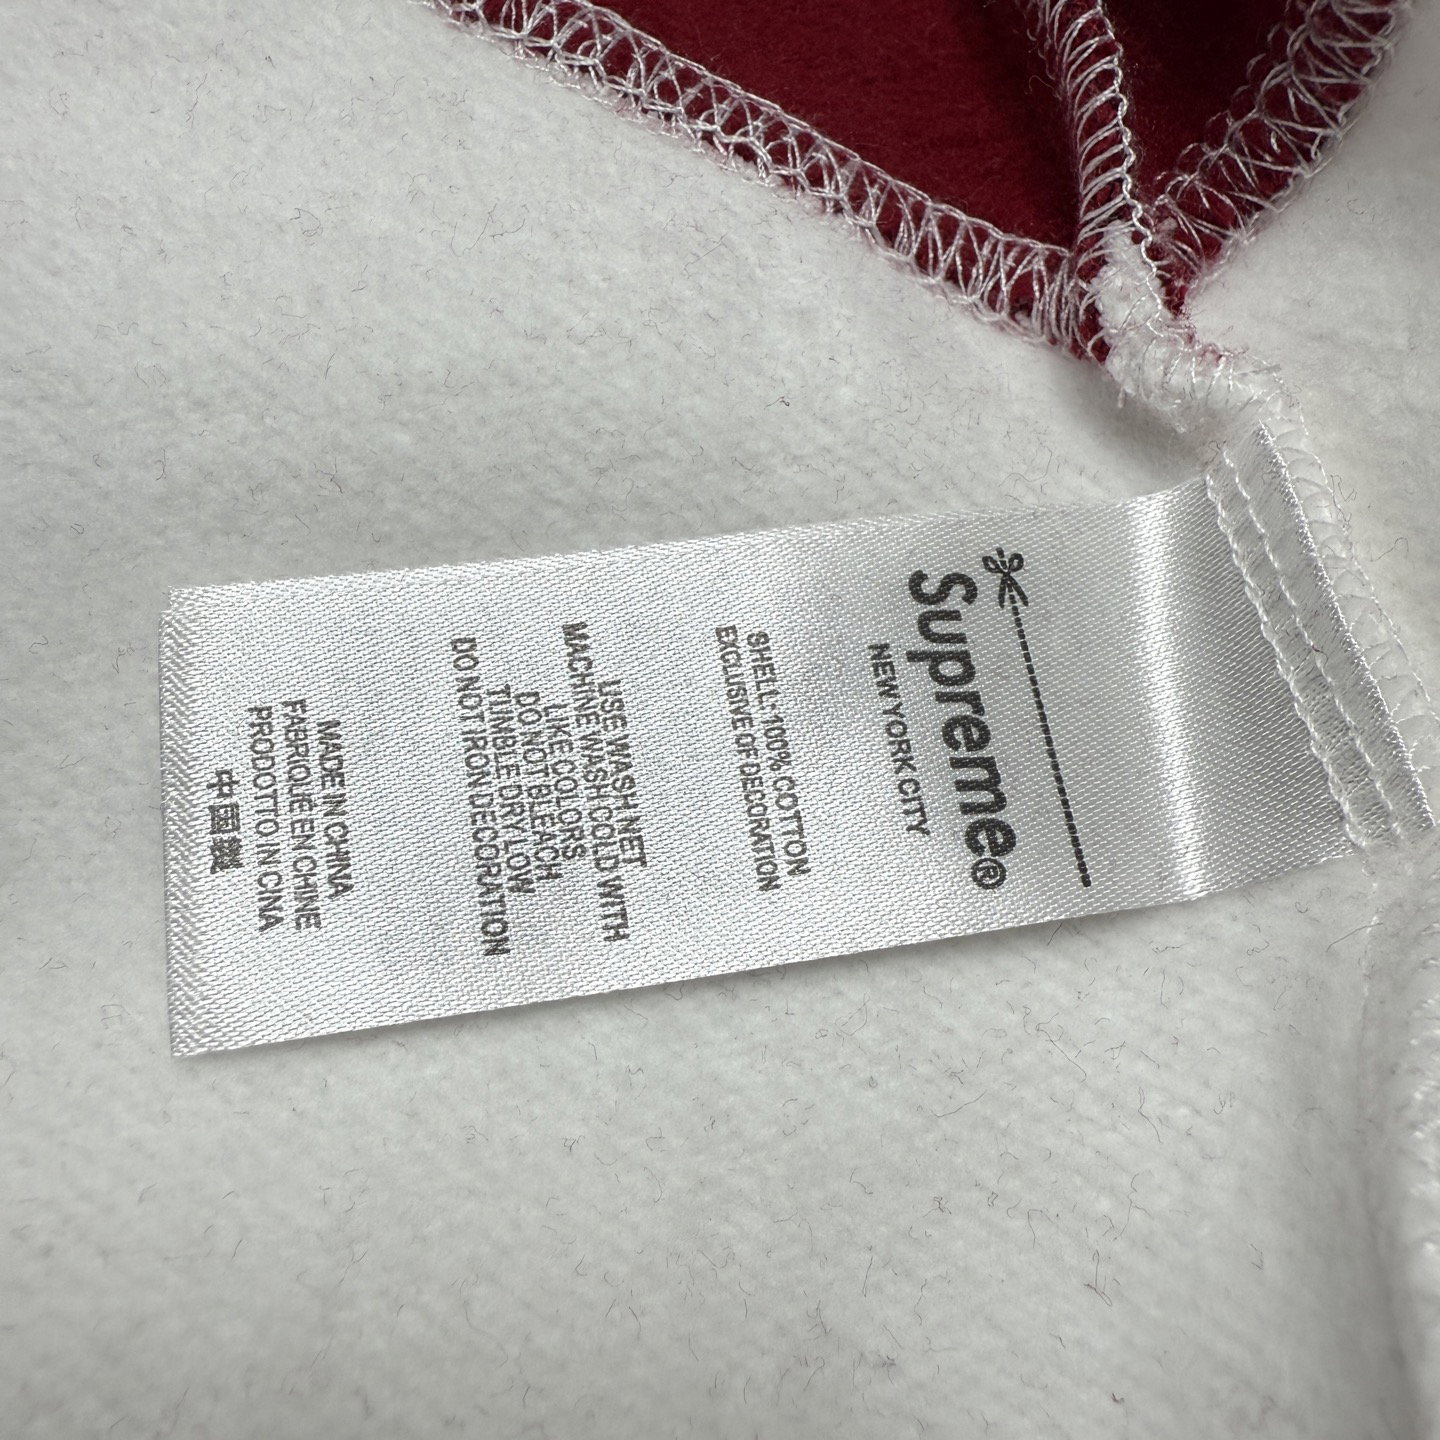 Supreme®
NEW YORK CITY
SHELL: 100% COTTON
EXCLUSIVE OF DECORATION
USE WASH NET
MACHINE WASH COLD WITH
LIKE COLORS
DO NOT BLEACH
TUMBLE DRY LOW
DO NOT IRON DECORATION
MADE IN CHINA
FABRIQUE EN CHINE
PRODOTTO IN CINA
中国製